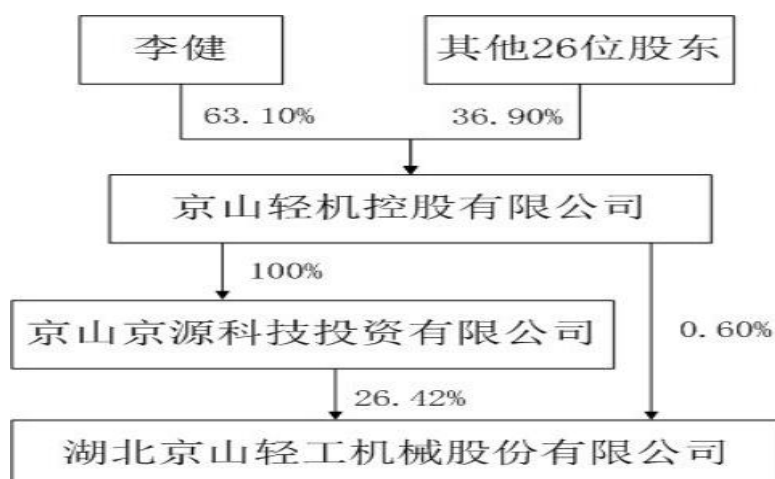 李健
其他26位股东
63.10%
36.90%
京山轻机控股有限公司
100%
京山京源科技投资有限公司
0.60%
26.42%
湖北京山轻工机械股份有限公司